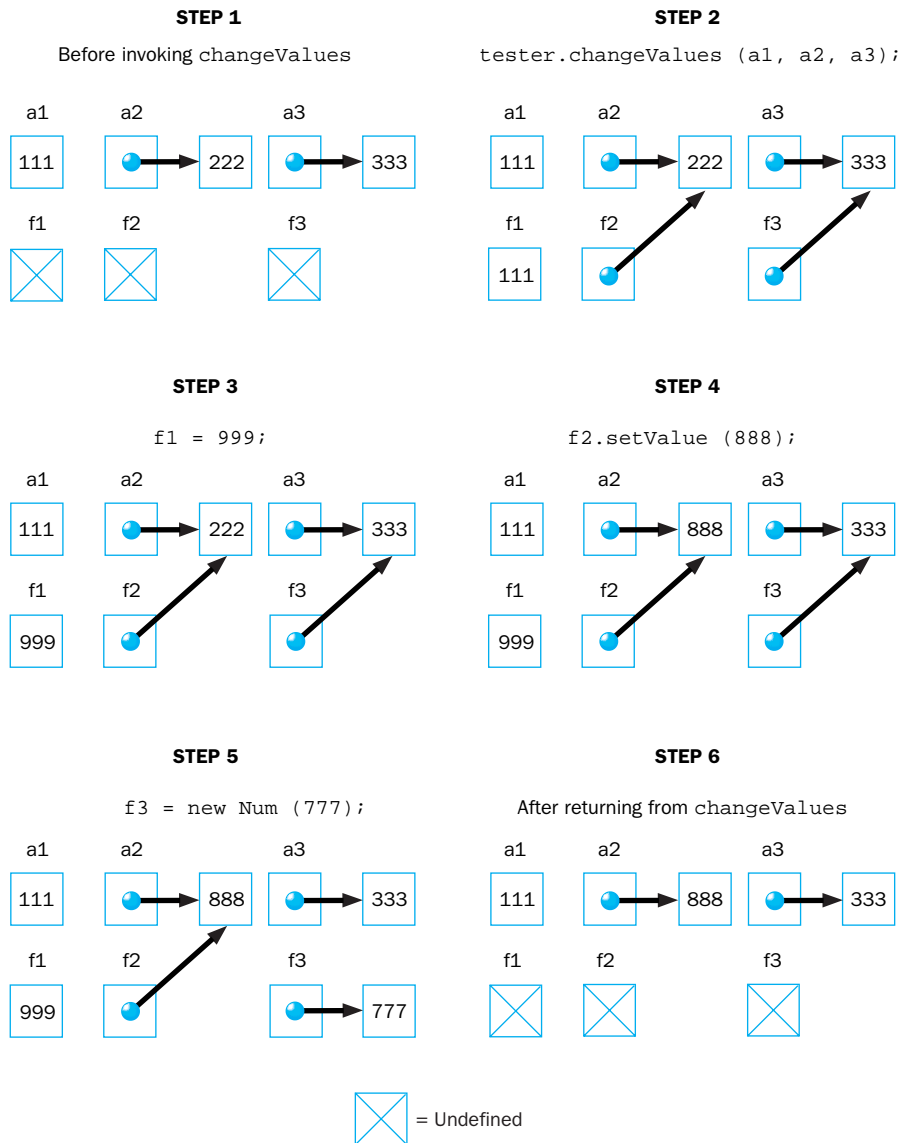 STEP 1
Before invoking changeValues
a1 a2 a3
111 222 333
f1 f2 f3
STEP 2
tester.changeValues (a1, a2, a3);
a1 a2 a3
111 222 333
f1 f2 f3
111
STEP 3
f1 = 999;
a1 a2 a3
111 222 333
f1 f2 f3
999
STEP 4
f2.setValue (888);
a1 a2 a3
111 888 333
f1 f2 f3
999
STEP 5
f3 = new Num (777);
a1 a2 a3
111 888 333
f1 f2 f3
999 777
STEP 6
After returning from changeValues
a1 a2 a3
111 888 333
f1 f2 f3
= Undefined